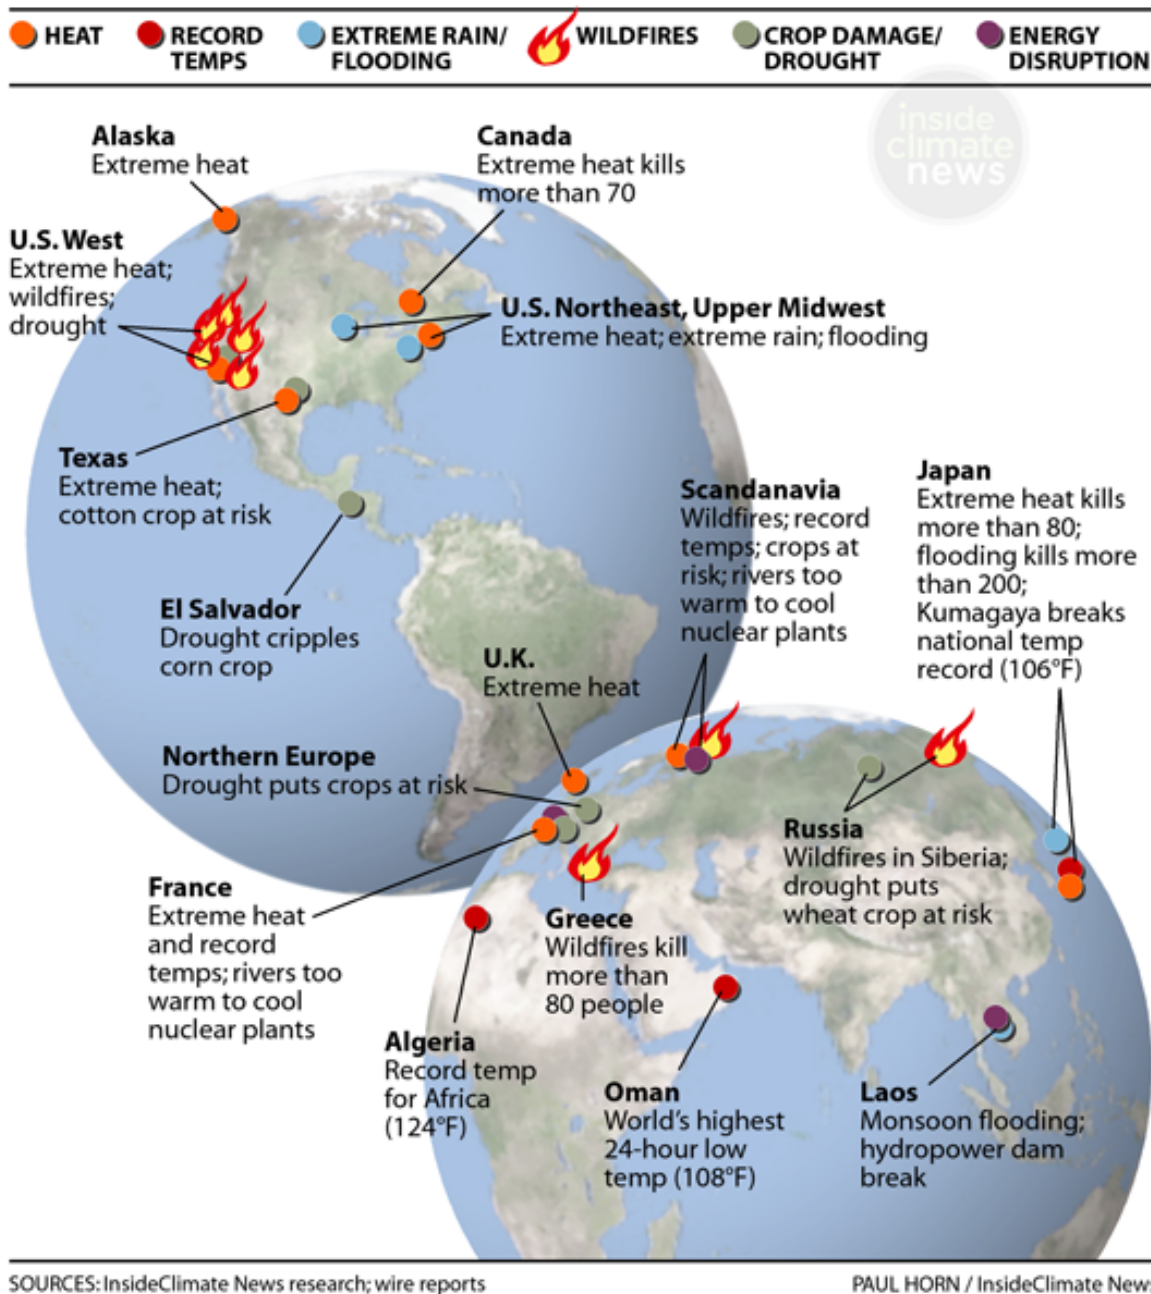 HEAT
RECORD
TEMPS
EXTREME RAIN/
FLOODING
WILDFIRES
CROP DAMAGE/
DROUGHT
ENERGY
DISRUPTION
inside
climate
news
Alaska
Extreme heat
Canada
Extreme heat kills
more than 70
U.S. West
Extreme heat;
wildfires;
drought
U.S. Northeast, Upper Midwest
Extreme heat; extreme rain; flooding
Texas
Extreme heat;
cotton crop at risk
El Salvador
Drought cripples
corn crop
Scandanavia
Wildfires; record
temps; crops at
risk; rivers too
warm to cool
nuclear plants
Japan
Extreme heat kills
more than 80;
flooding kills more
than 200;
Kumagaya breaks
national temp
record (106°F)
U.K.
Extreme heat
Northern Europe
Drought puts crops at risk
France
Extreme heat
and record
temps; rivers too
warm to cool
nuclear plants
Greece
Wildfires kill
more than
80 people
Russia
Wildfires in Siberia;
drought puts
wheat crop at risk
Algeria
Record temp
for Africa
(124°F)
Oman
World's highest
24-hour low
temp (108°F)
Laos
Monsoon flooding;
hydropower dam
break
SOURCES: InsideClimate News research; wire reports
PAUL HORN / InsideClimate News